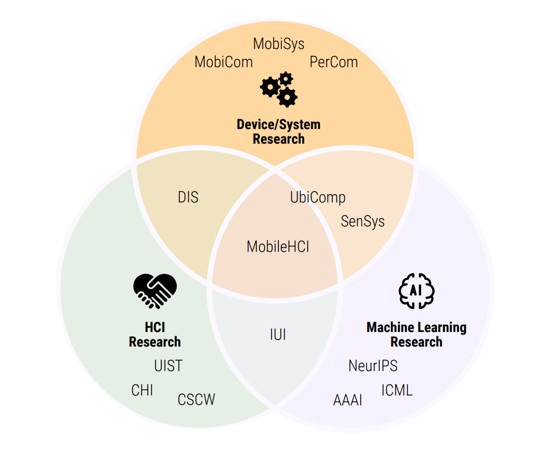 MobiSys
MobiCom
PerCom
Device/System
Research
DIS
UbiComp
SenSys
MobileHCI
AI
HCI
Research
Machine Learning
Research
IUI
UIST
CHI
CSCW
NeurIPS
AAAI
ICML